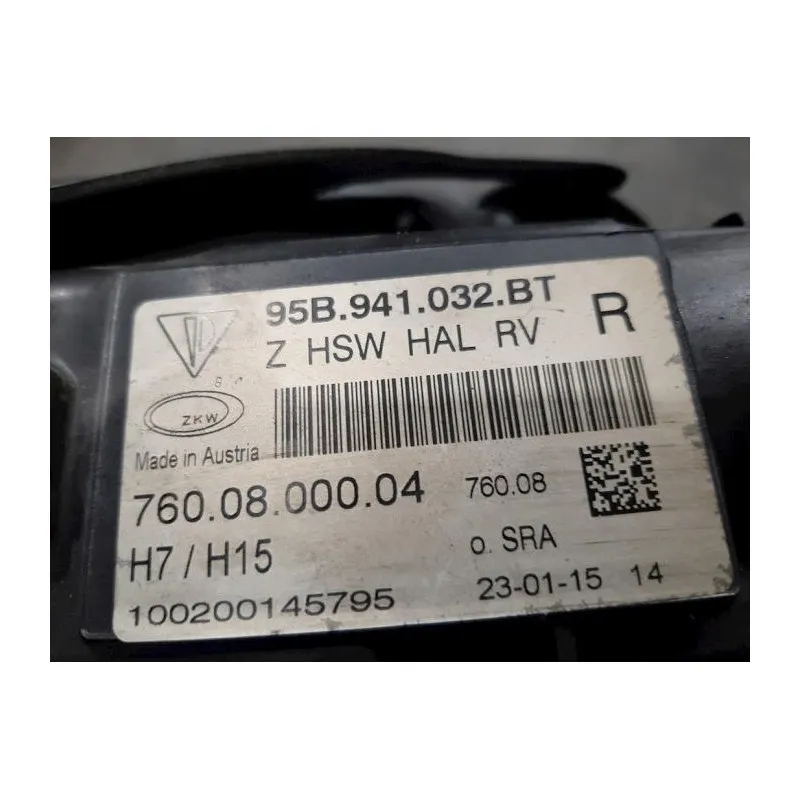 95B.941.032.BT
Z HSW HAL RV R
ZKW
Made in Austria
760.08.000.04 760.08
H7 / H15 o. SRA
100200145795 23-01-15 14